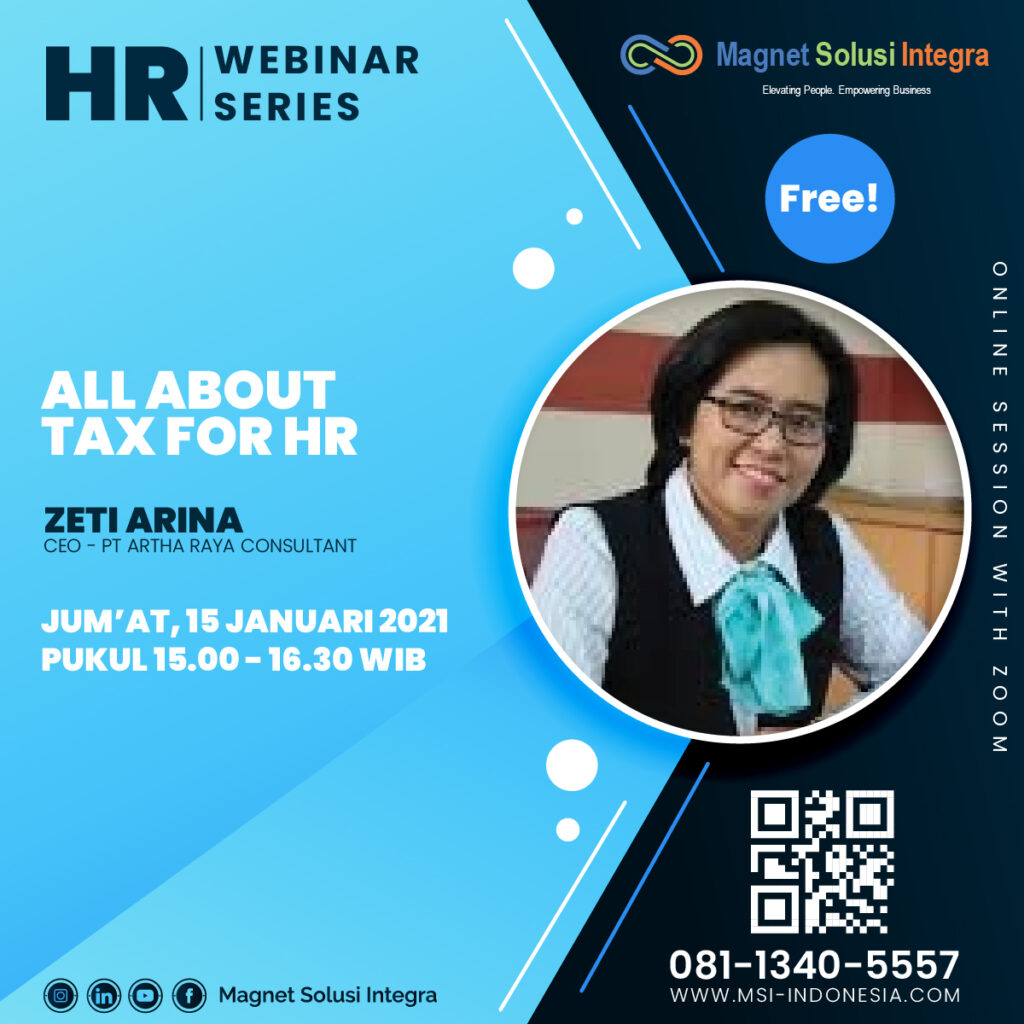 HR
WEBINAR
SERIES
Magnet Solusi Integra
Elevating People. Empowering Business
Free!
ONLINE SESSION WITH ZOOM
ALL ABOUT
TAX FOR HR
ZETI ARINA
CEO - PT ARTHA RAYA CONSULTANT
JUM'AT, 15 JANUARI 2021
PUKUL 15.00 - 16.30 WIB
081-1340-5557
WWW.MSI-INDONESIA.COM
Magnet Solusi Integra